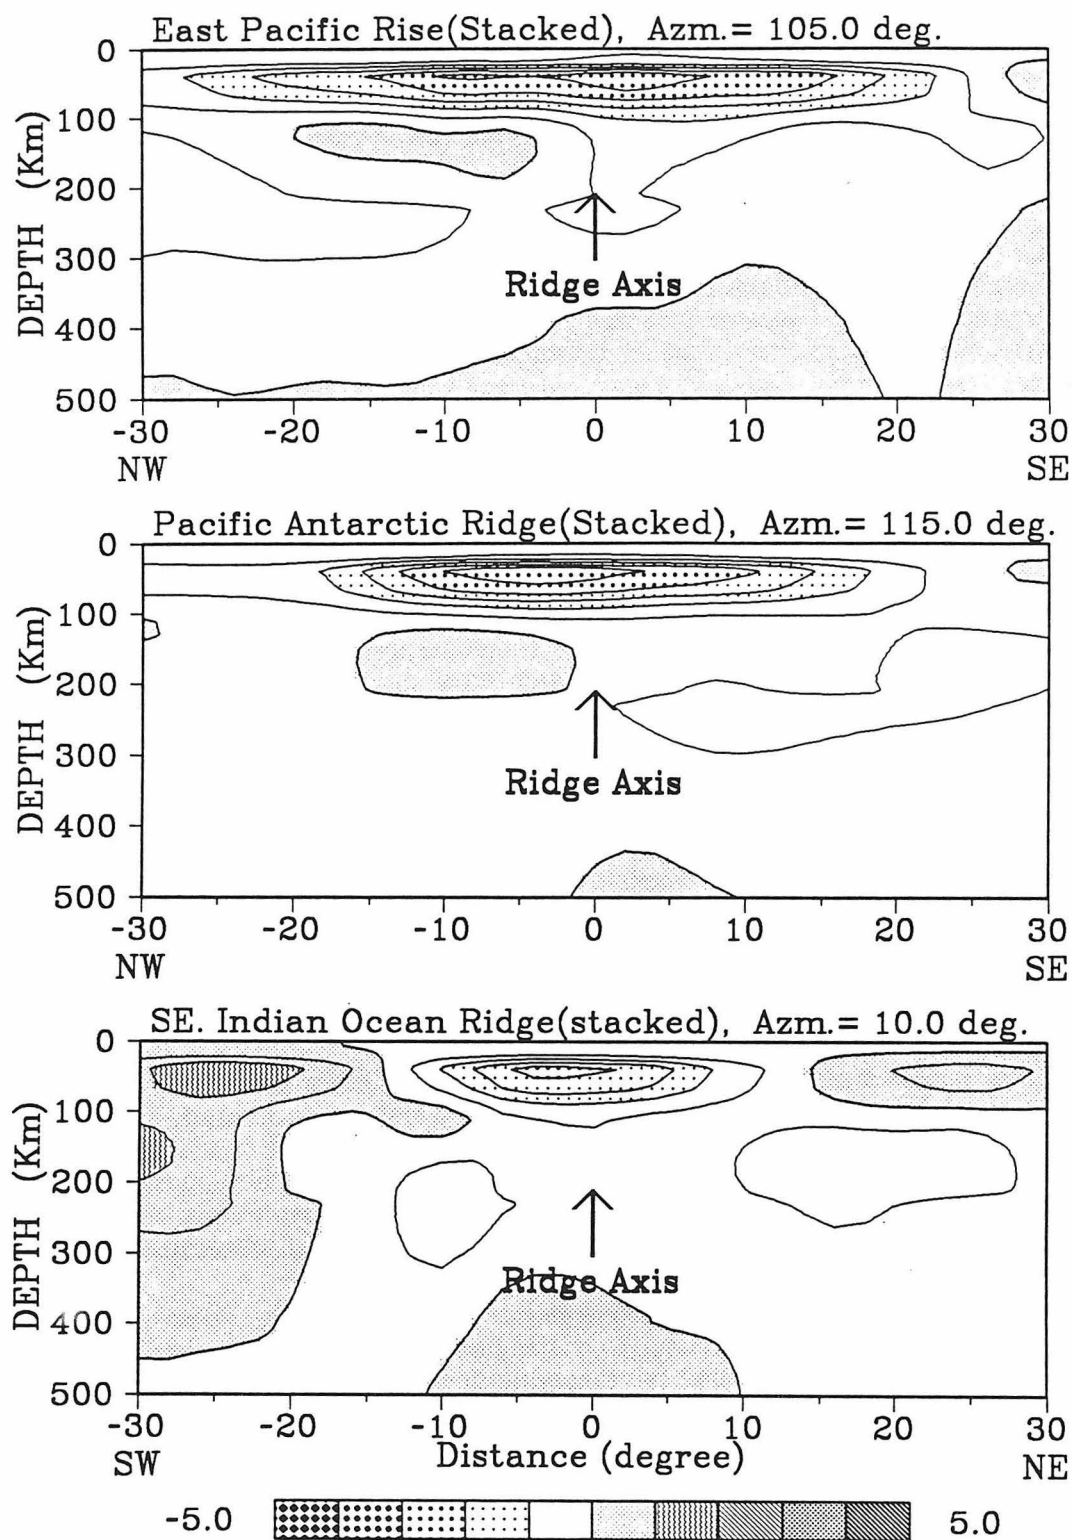 East Pacific Rise(Stacked), Azm.= 105.0 deg.
0
100
200
300
400
500
DEPTH (Km)
Ridge Axis
-30 -20 -10 0 10 20 30
NW SE
Pacific Antarctic Ridge(Stacked), Azm.= 115.0 deg.
0
100
200
300
400
500
DEPTH (Km)
Ridge Axis
-30 -20 -10 0 10 20 30
NW SE
SE. Indian Ocean Ridge(stacked), Azm.= 10.0 deg.
0
100
200
300
400
500
DEPTH (Km)
Ridge Axis
-30 -20 -10 0 10 20 30
SW Distance (degree) NE
-5.0 5.0